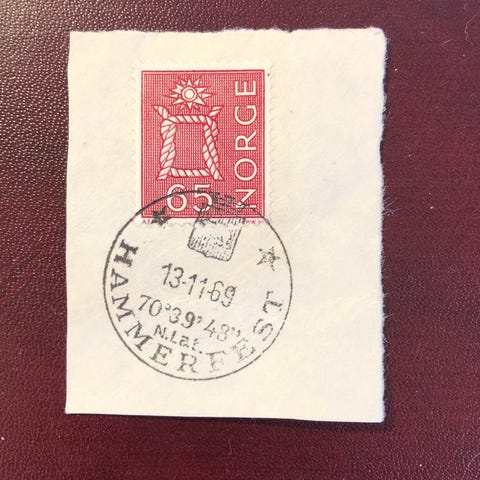 NORGE
65
13-11-69
70°39'48"
N.Lat.
HAMMERFEST